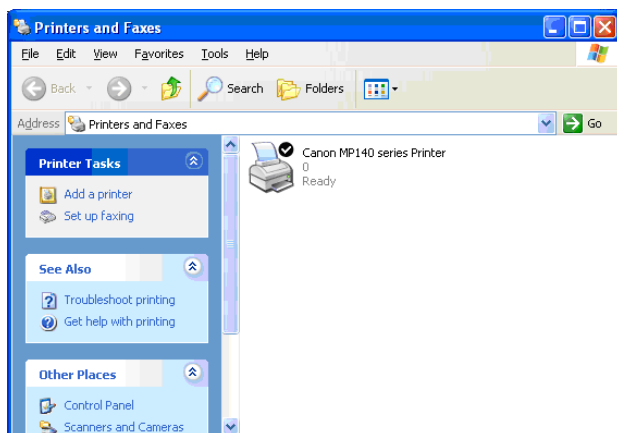 Printers and Faxes
File Edit View Favorites Tools Help
Back Search Folders
Address Printers and Faxes Go
Printer Tasks
Add a printer
Set up faxing
See Also
Troubleshoot printing
Get help with printing
Other Places
Control Panel
Scanners and Cameras
Canon MP140 series Printer
0
Ready